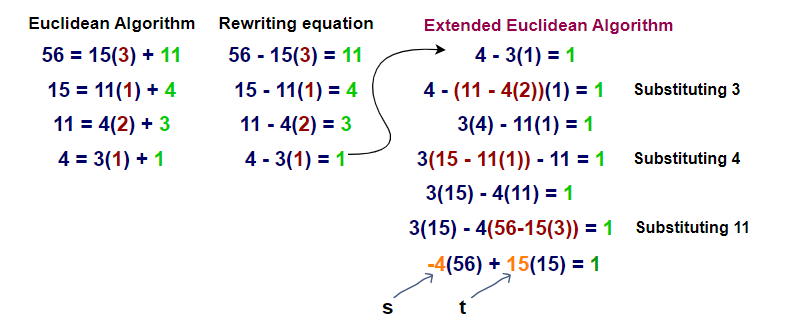 Euclidean Algorithm
56 = 15(3) + 11
15 = 11(1) + 4
11 = 4(2) + 3
4 = 3(1) + 1
Rewriting equation
56 - 15(3) = 11
15 - 11(1) = 4
11 - 4(2) = 3
4 - 3(1) = 1
Extended Euclidean Algorithm
4 - 3(1) = 1
4 - (11 - 4(2))(1) = 1 Substituting 3
3(4) - 11(1) = 1
3(15 - 11(1)) - 11 = 1 Substituting 4
3(15) - 4(11) = 1
3(15) - 4(56-15(3)) = 1 Substituting 11
-4(56) + 15(15) = 1
s t